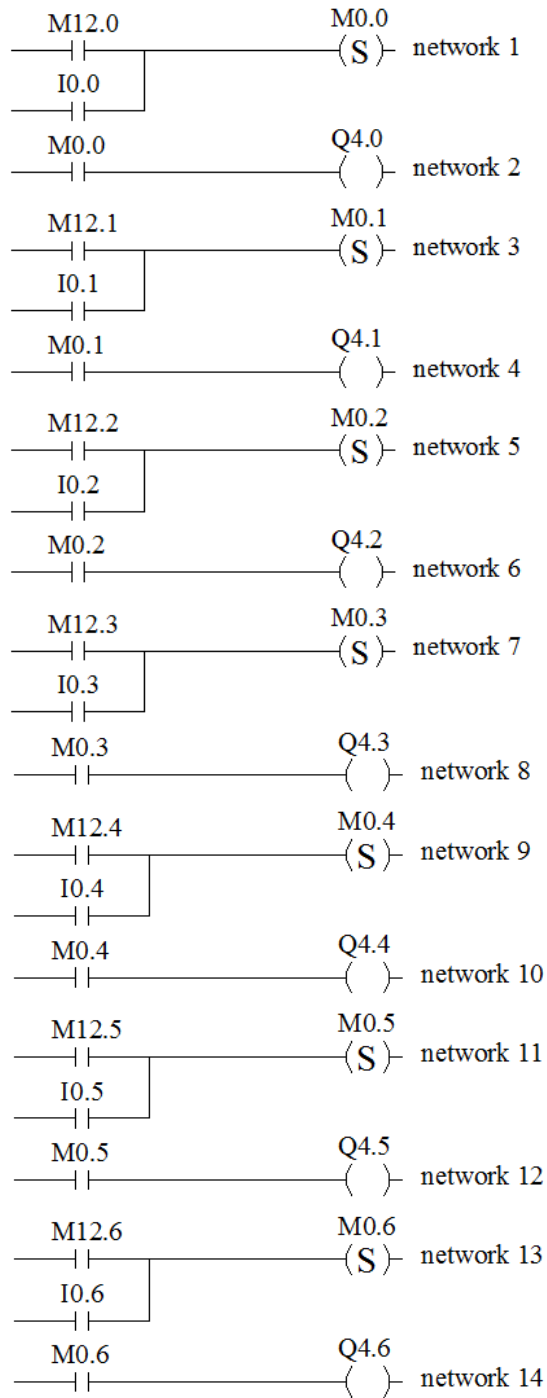 M12.0 M0.0
(S) network 1
I0.0
M0.0 Q4.0
( ) network 2
M12.1 M0.1
(S) network 3
I0.1
M0.1 Q4.1
( ) network 4
M12.2 M0.2
(S) network 5
I0.2
M0.2 Q4.2
( ) network 6
M12.3 M0.3
(S) network 7
I0.3
M0.3 Q4.3
( ) network 8
M12.4 M0.4
(S) network 9
I0.4
M0.4 Q4.4
( ) network 10
M12.5 M0.5
(S) network 11
I0.5
M0.5 Q4.5
( ) network 12
M12.6 M0.6
(S) network 13
I0.6
M0.6 Q4.6
( ) network 14